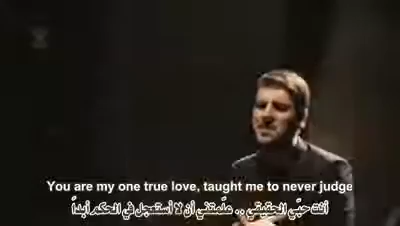 You are my one true love, taught me to never judge
أنت حبّي الحقيقي .. علّمتني أن لا أستعجل في الحكم أبداً